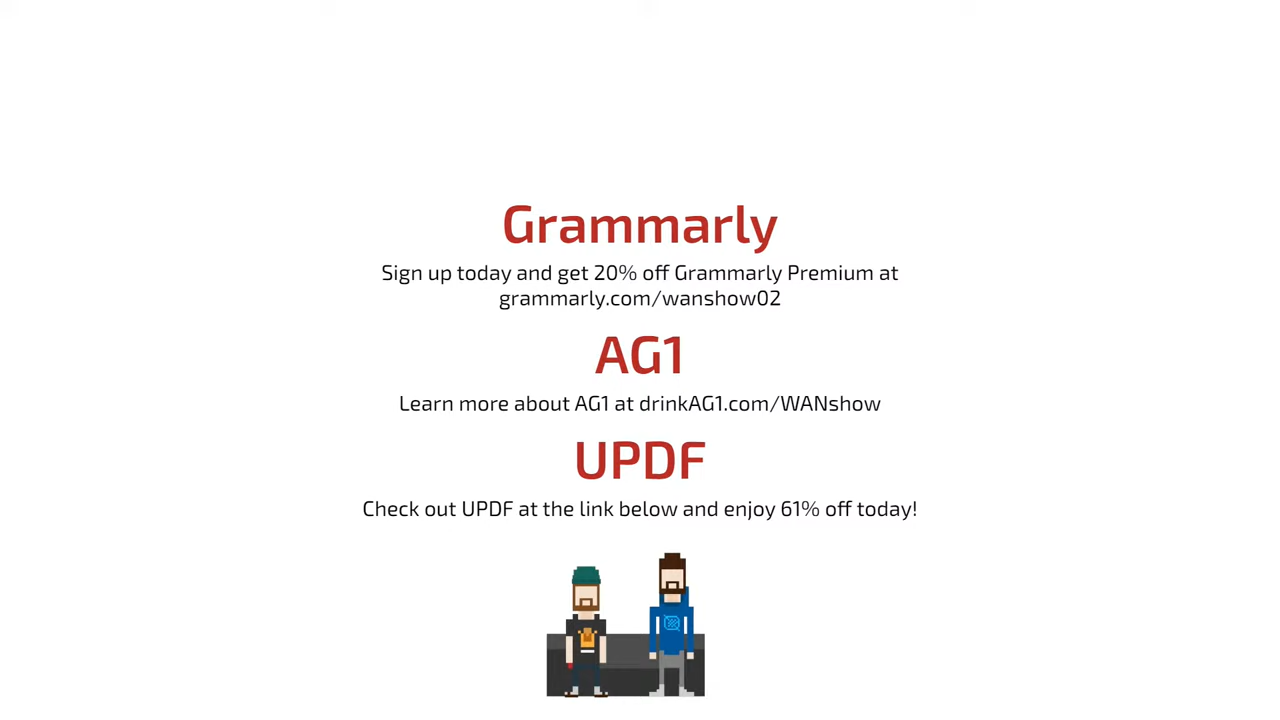 Grammarly
Sign up today and get 20% off Grammarly Premium at
grammarly.com/wanshow02
AG1
Learn more about AG1 at drinkAG1.com/WANshow
UPDF
Check out UPDF at the link below and enjoy 61% off today!